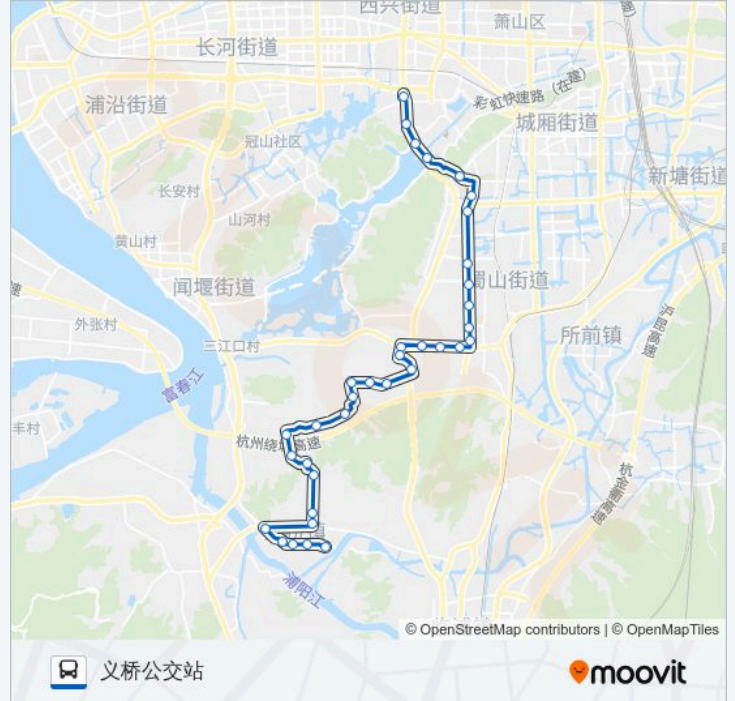 西兴街道
萧山区
长河街道
彩虹快速路（在建）
浦沿街道
城厢街道
冠山社区
新塘街道
长安村
山河村
黄山村
闻堰街道
蜀山街道
外张村
沪昆高速
所前镇
三江口村
富春江
丰村
杭州绕城高速
杭金衢高速
浦阳江
© OpenStreetMap contributors | © OpenMapTiles
义桥公交站
moovit